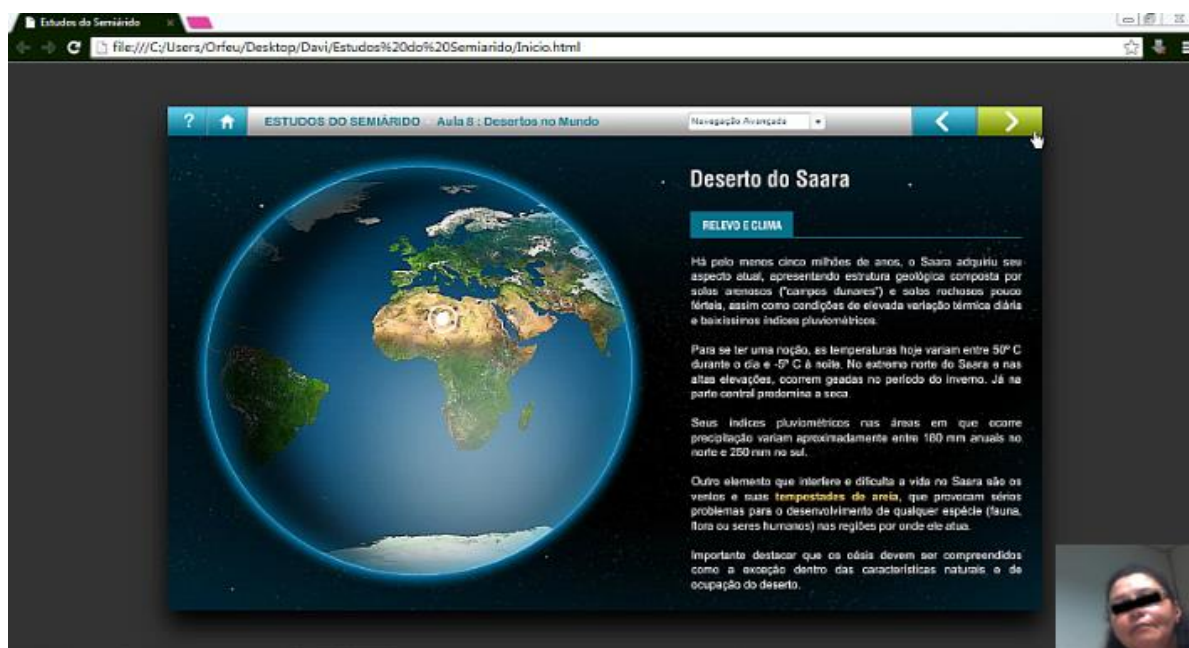 Estudos do Semiárido
file:///C:/Users/Orfeu/Desktop/Davi/Estudos%20do%20Semiarido/Inicio.html
? ESTUDOS DO SEMIÁRIDO - Aula 8 : Desertos no Mundo Navegação Avançada
Deserto do Saara
RELEVO E CLIMA
Há pelo menos cinco milhões de anos, o Saara adquiriu seu
aspecto atual, apresentando estrutura geológica composta por
solos arenosos ("campos dunares") e solos rochosos pouco
férteis, assim como condições de elevada variação térmica diária
e baixíssimos índices pluviométricos.
Para se ter uma noção, as temperaturas hoje variam entre 50º C
durante o dia e -5º C à noite. No extremo norte do Saara e nas
altas elevações, ocorrem geadas no período do inverno. Já na
parte central predomina a seca.
Seus índices pluviométricos nas áreas em que ocorre
precipitação variam aproximadamente entre 160 mm anuais no
norte e 250 mm no sul.
Outro elemento que interfere e dificulta a vida no Saara são os
ventos e suas tempestades de areia, que provocam sérios
problemas para o desenvolvimento de qualquer espécie (fauna,
flora ou seres humanos) nas regiões por onde ele atua.
Importante destacar que os oásis devem ser compreendidos
como a exceção dentro das características naturais e de
ocupação do deserto.